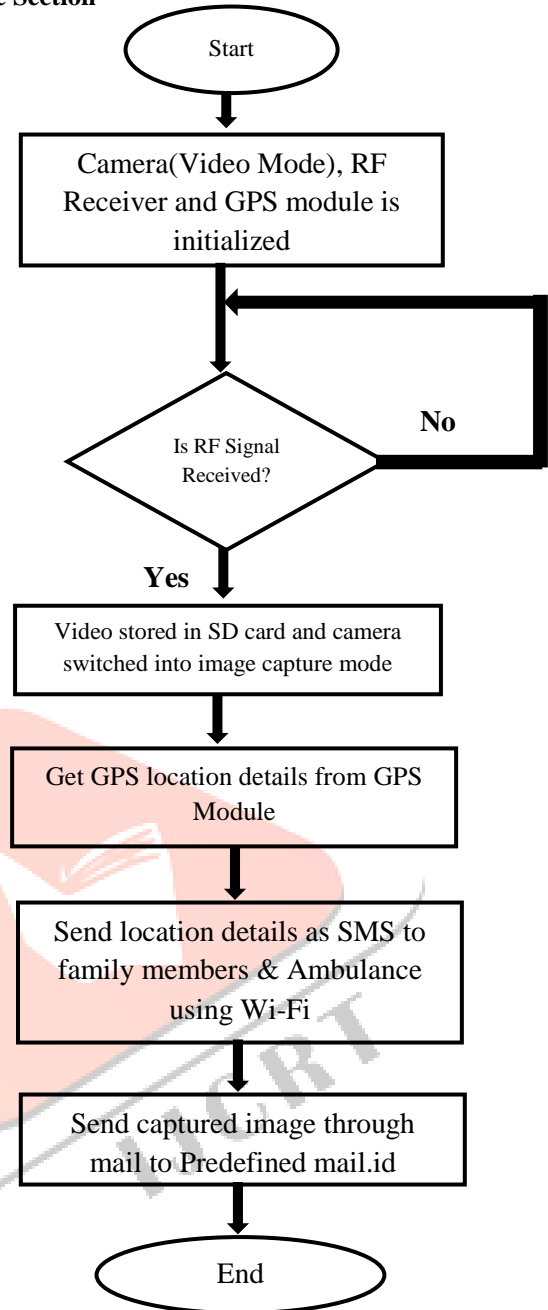 Section
Start
Camera(Video Mode), RF
Receiver and GPS module is
initialized
No
Is RF Signal
Received?
Yes
Video stored in SD card and camera
switched into image capture mode
Get GPS location details from GPS
Module
Send location details as SMS to
family members & Ambulance
using Wi-Fi
Send captured image through
mail to Predefined mail.id
End
IJCRT